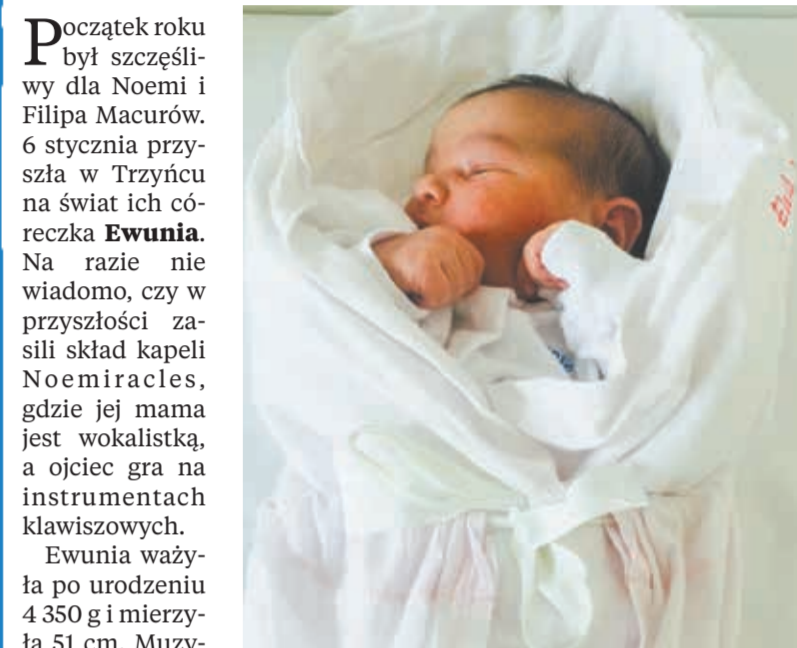 Początek roku
był szczęśli-
wy dla Noemi i
Filipa Macurów.
6 stycznia przy-
szła w Trzyńcu
na świat ich có-
reczka Ewunia.
Na razie nie
wiadomo, czy w
przyszłości za-
sili skład kapeli
Noemiracles,
gdzie jej mama
jest wokalistką,
a ojciec gra na
instrumentach
klawiszowych.
Ewunia waży-
ła po urodzeniu
4 350 g i mierzy-
ła 51 cm. Muzy-